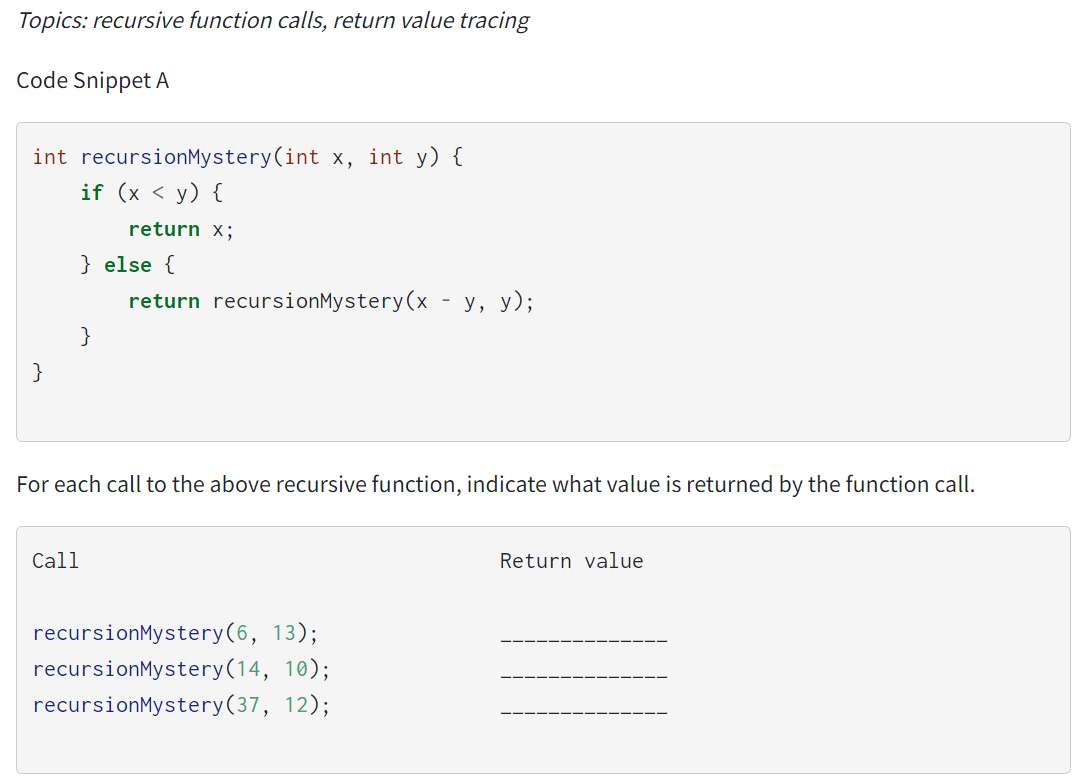 Topics: recursive function calls, return value tracing
Code Snippet A
int recursionMystery(int x, int y) {
    if (x < y) {
        return x;
    } else {
        return recursionMystery(x - y, y);
    }
}
For each call to the above recursive function, indicate what value is returned by the function call.
Call                                   Return value
recursionMystery(6, 13);               ______________
recursionMystery(14, 10);              ______________
recursionMystery(37, 12);              ______________